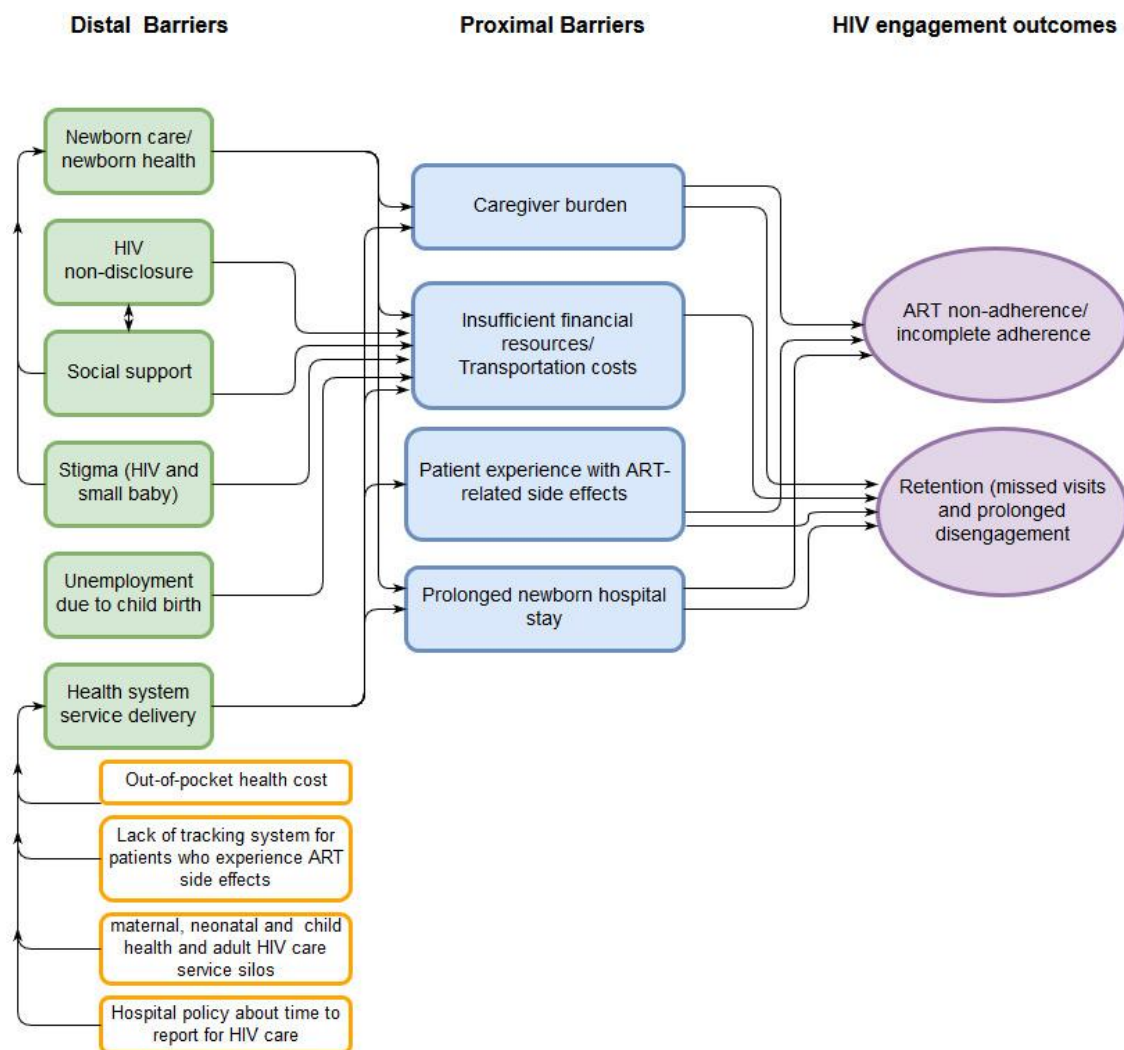 Distal Barriers
Proximal Barriers
HIV engagement outcomes
Newborn care/
newborn health
HIV
non-disclosure
Social support
Stigma (HIV and
small baby)
Unemployment
due to child birth
Health system
service delivery
Out-of-pocket health cost
Lack of tracking system for
patients who experience ART
side effects
maternal, neonatal and child
health and adult HIV care
service silos
Hospital policy about time to
report for HIV care
Caregiver burden
Insufficient financial
resources/
Transportation costs
Patient experience with ART-
related side effects
Prolonged newborn hospital
stay
ART non-adherence/
incomplete adherence
Retention (missed visits
and prolonged
disengagement